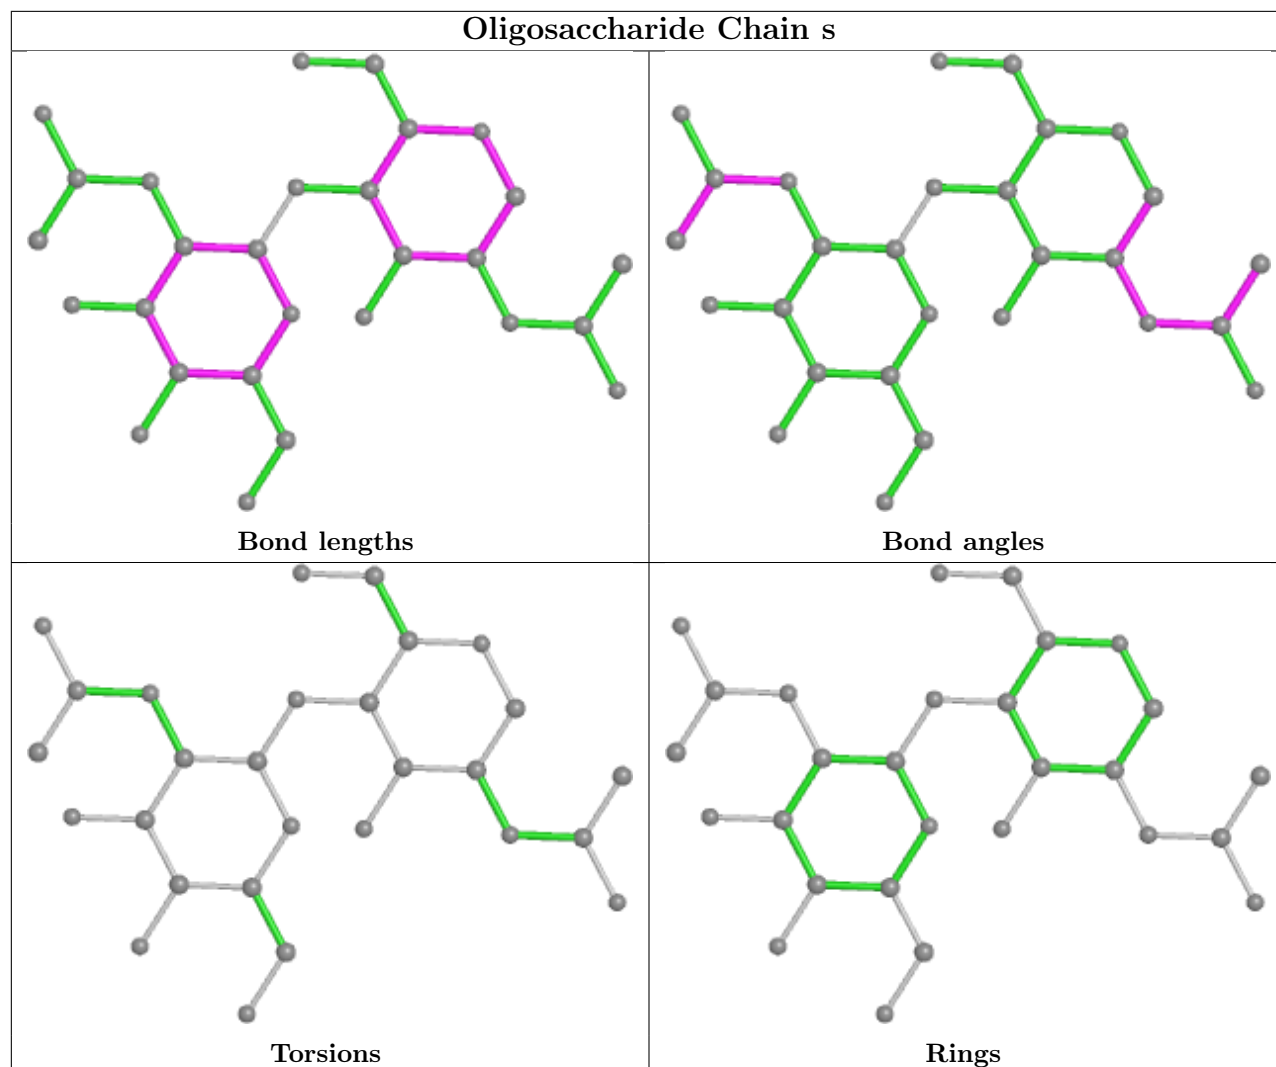 Oligosaccharide Chain s
Bond lengths
Bond angles
Torsions
Rings